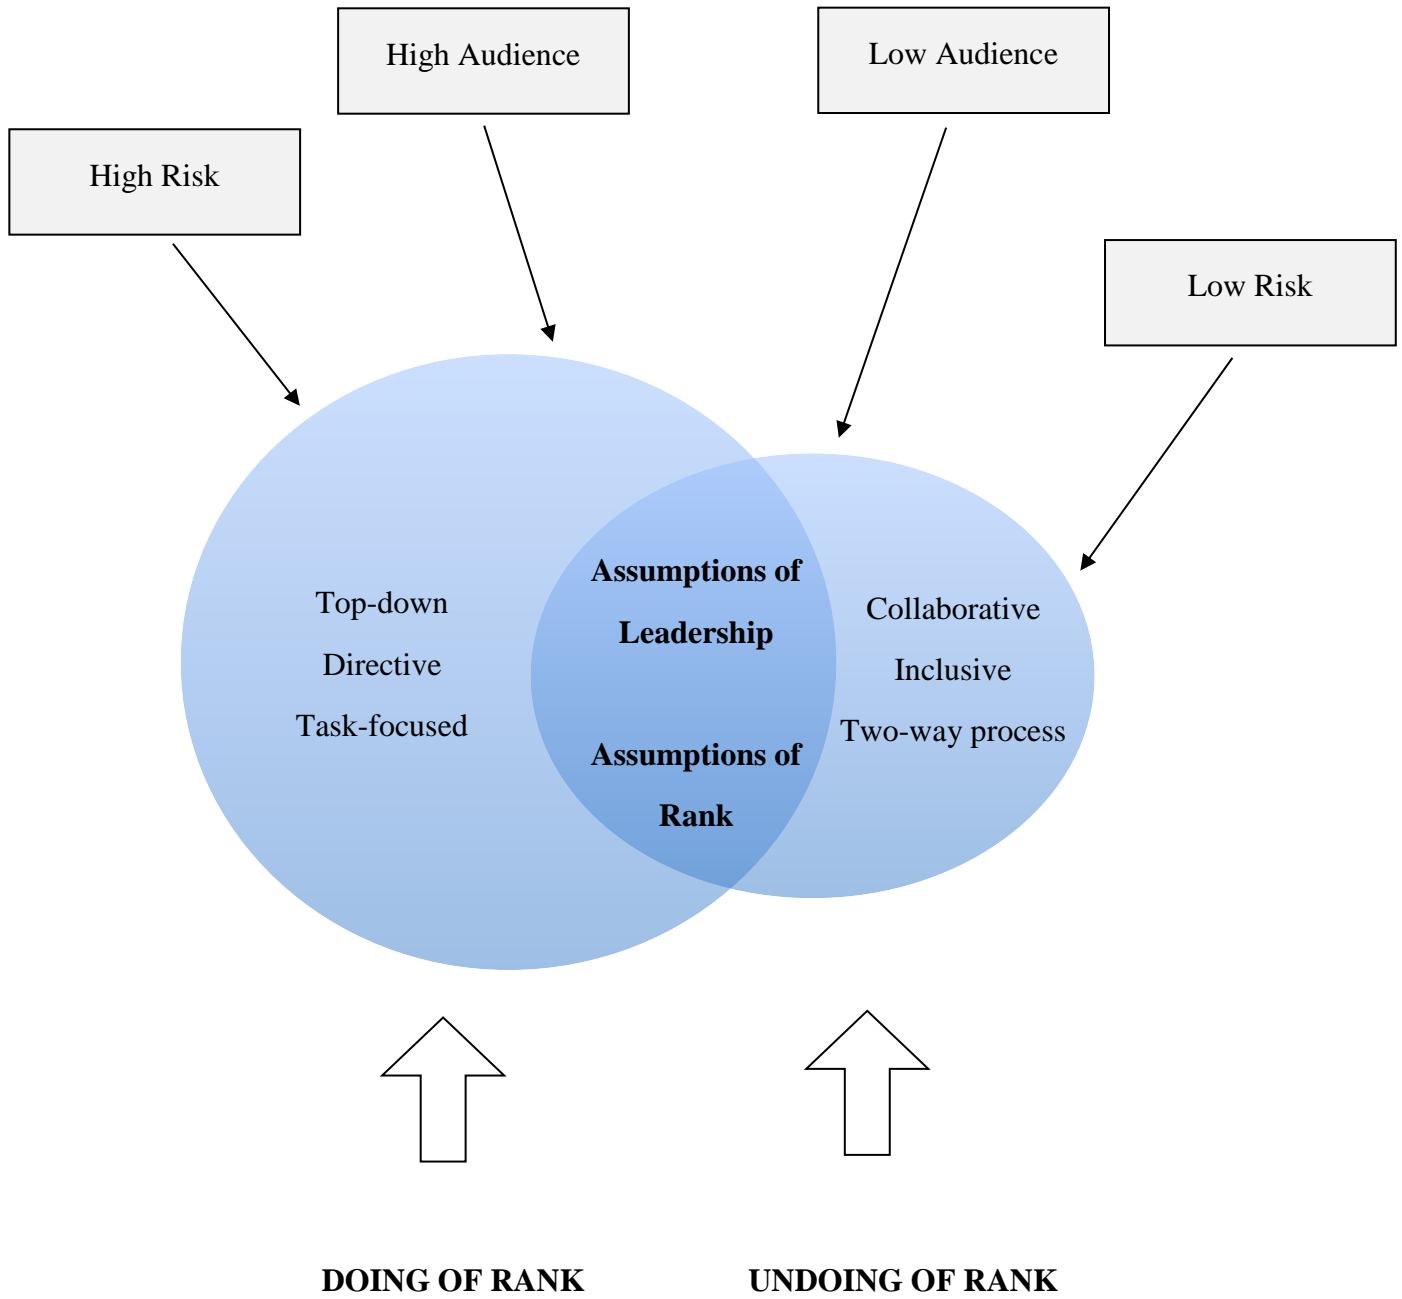 High Audience
Low Audience
High Risk
Low Risk
Top-down
Directive
Task-focused
Assumptions of
Leadership
Assumptions of
Rank
Collaborative
Inclusive
Two-way process
DOING OF RANK
UNDOING OF RANK